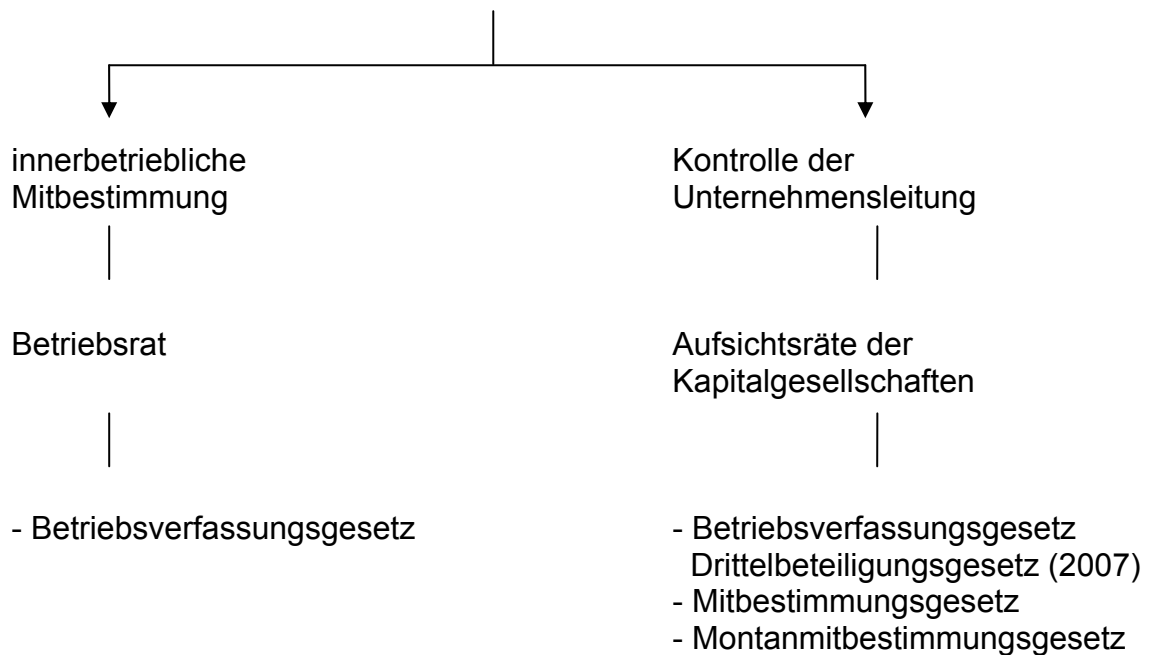 innerbetriebliche
Mitbestimmung
Kontrolle der
Unternehmensleitung
Betriebsrat
Aufsichtsräte der
Kapitalgesellschaften
- Betriebsverfassungsgesetz
- Betriebsverfassungsgesetz
Drittelbeteiligungsgesetz (2007)
- Mitbestimmungsgesetz
- Montanmitbestimmungsgesetz